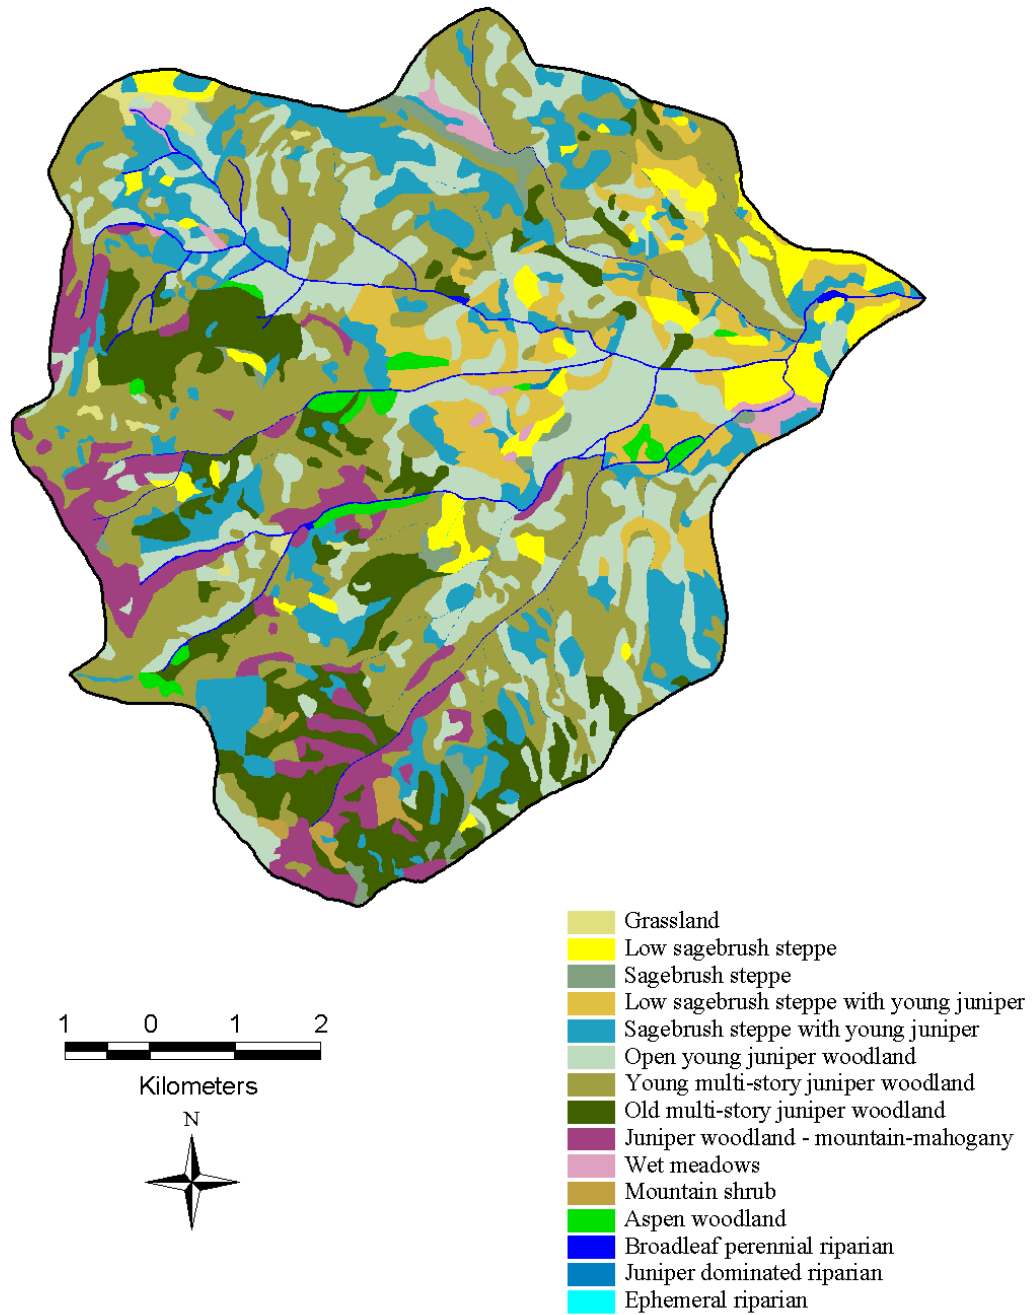 Grassland
Low sagebrush steppe
Sagebrush steppe
Low sagebrush steppe with young juniper
Sagebrush steppe with young juniper
Open young juniper woodland
Young multi-story juniper woodland
Old multi-story juniper woodland
Juniper woodland - mountain-mahogany
Wet meadows
Mountain shrub
Aspen woodland
Broadleaf perennial riparian
Juniper dominated riparian
Ephemeral riparian
1 0 1 2
Kilometers
N